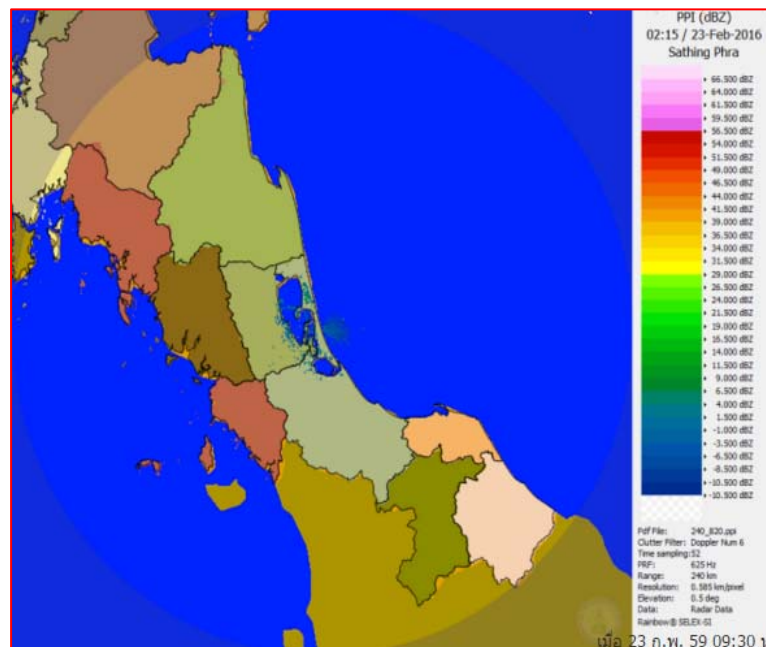 PPI (dBZ)
02:15 / 23-Feb-2016
Sathing Phra
66.500 dBZ
64.000 dBZ
61.500 dBZ
59.500 dBZ
56.500 dBZ
54.000 dBZ
51.500 dBZ
49.000 dBZ
46.500 dBZ
44.000 dBZ
41.500 dBZ
39.000 dBZ
36.500 dBZ
34.000 dBZ
31.500 dBZ
29.000 dBZ
26.500 dBZ
24.000 dBZ
21.500 dBZ
19.000 dBZ
16.500 dBZ
14.000 dBZ
11.500 dBZ
9.000 dBZ
6.500 dBZ
4.000 dBZ
1.500 dBZ
-1.000 dBZ
-3.500 dBZ
-6.500 dBZ
-8.500 dBZ
-10.500 dBZ
-10.500 dBZ
Pdf File: 240_820.ppi
Clutter Filter: Doppler Num 6
Time sampling:52
PRF: 625 Hz
Range: 240 km
Resolution: 0.585 km/pixel
Elevation: 0.5 deg
Data: Radar Data
Rainbow® SELEX-SI
เมื่อ 23 ก.พ. 59 09:30